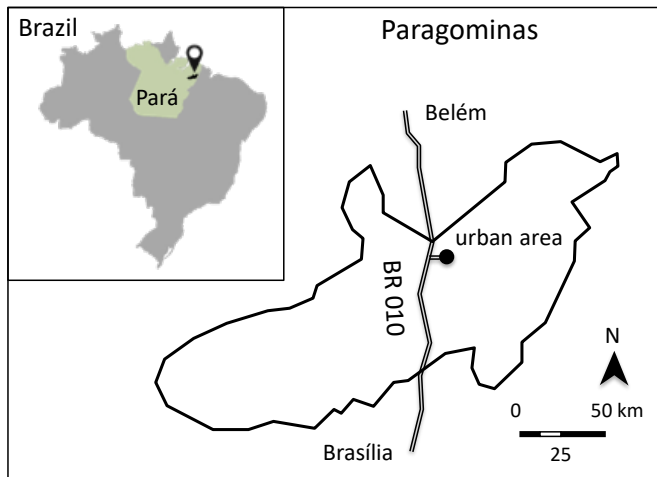 Brazil
Pará
Paragominas
Belém
urban area
BR 010
N
0 50 km
25
Brasília